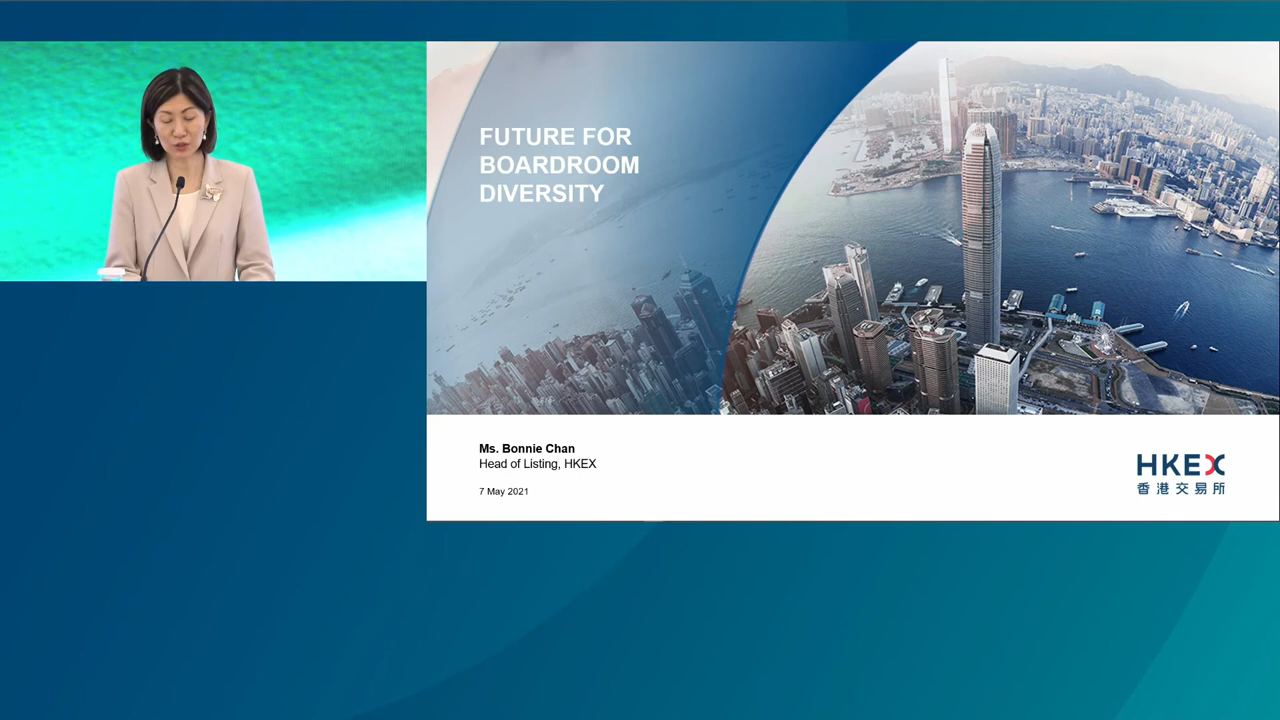 FUTURE FOR
BOARDROOM
DIVERSITY
Ms. Bonnie Chan
Head of Listing, HKEX
7 May 2021
HKEX
香港交易所